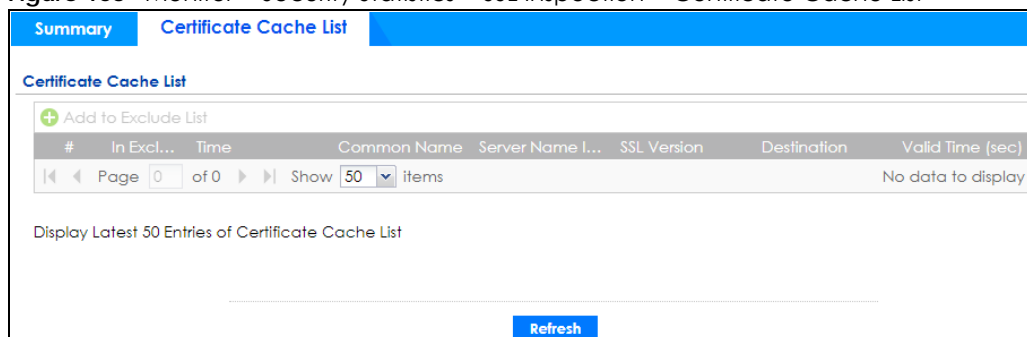 Summary Certificate Cache List
Certificate Cache List
Add to Exclude List
# In Excl... Time Common Name Server Name I... SSL Version Destination Valid Time (sec)
Page 0 of 0 Show 50 items No data to display
Display Latest 50 Entries of Certificate Cache List
Refresh